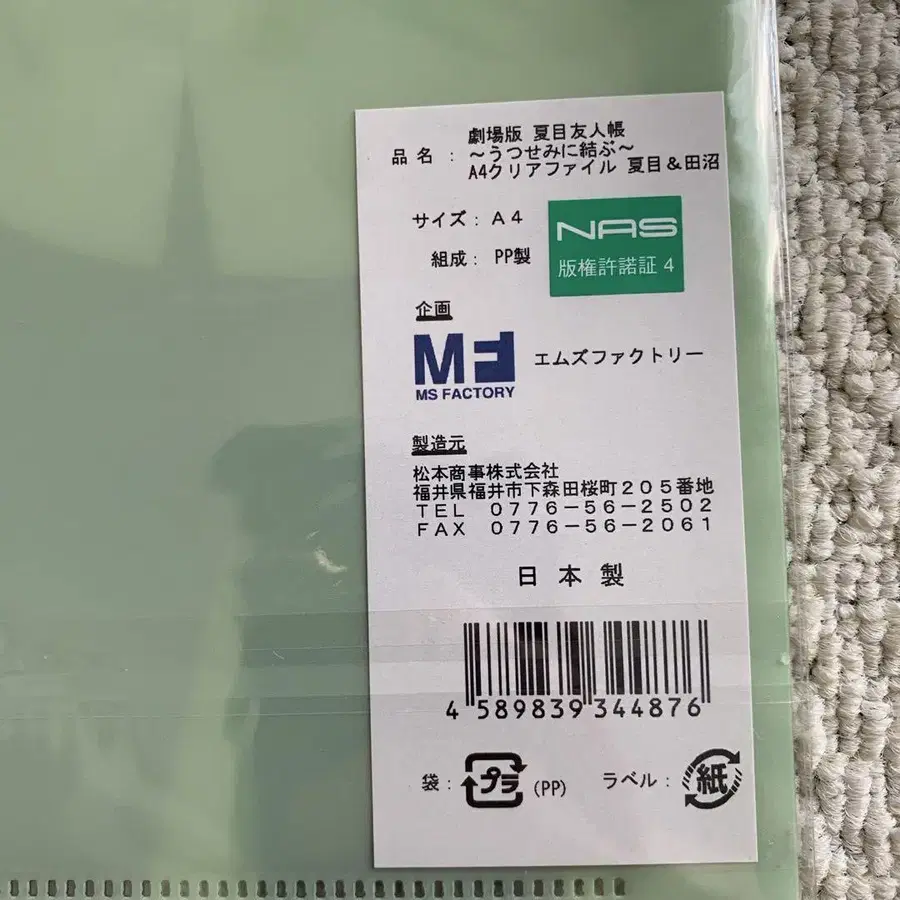 劇場版 夏目友人帳
品名: ～うつせみに結ぶ～
A4クリアファイル 夏目&田沼
サイズ: A4
組成: PP製
NAS
版権許諾証4
企画
MF
MS FACTORY
エムズファクトリー
製造元
松本商事株式会社
福井県福井市下森田桜町205番地
TEL 0776-56-2502
FAX 0776-56-2061
日本製
4 589839 344876
袋: プラ (PP) ラベル: 紙